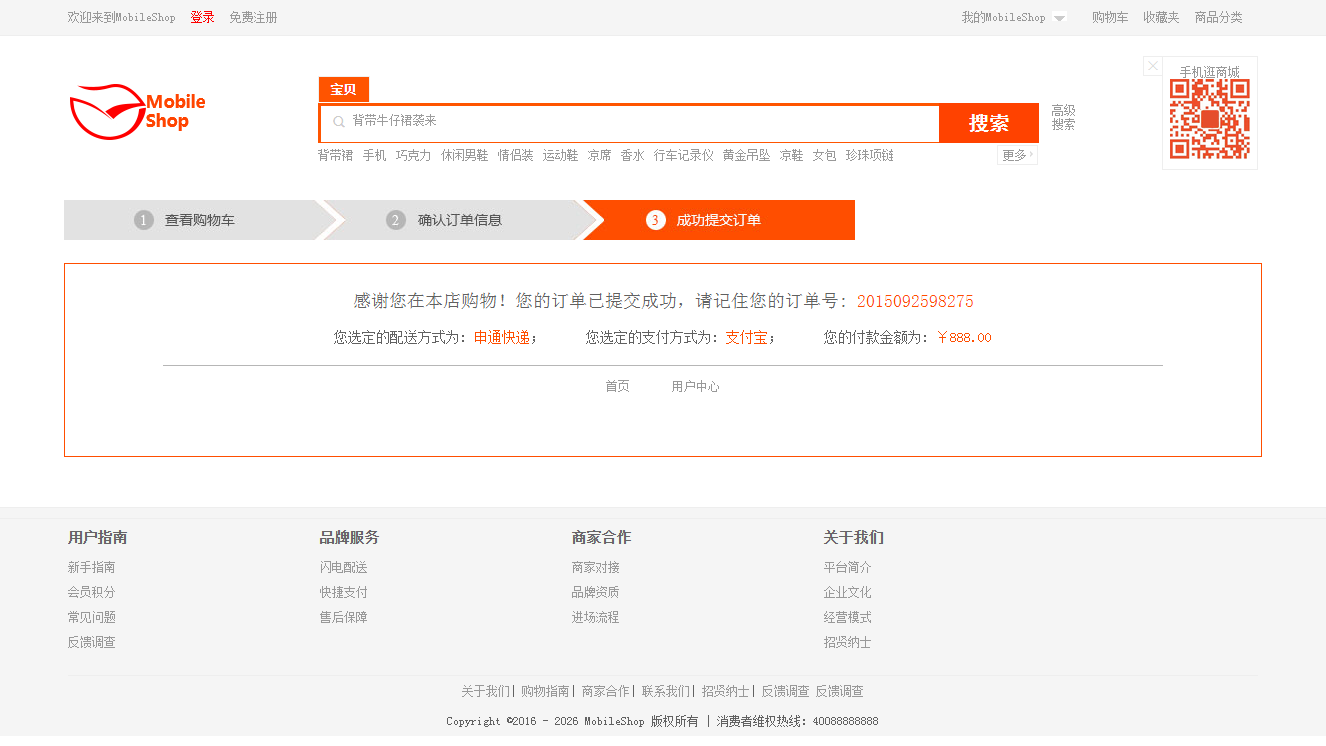 欢迎来到MobileShop 登录 免费注册 我的MobileShop 购物车 收藏夹 商品分类
手机逛商城
宝贝
Mobile
Shop
背带牛仔裙袭来 搜索
高级
搜索
背带裙 手机 巧克力 休闲男鞋 情侣装 运动鞋 凉席 香水 行车记录仪 黄金吊坠 凉鞋 女包 珍珠项链 更多
1 查看购物车 2 确认订单信息 3 成功提交订单
感谢您在本店购物！您的订单已提交成功，请记住您的订单号: 2015092598275
您选定的配送方式为: 申通快递; 您选定的支付方式为: 支付宝; 您的付款金额为: ￥888.00
首页 用户中心
用户指南 品牌服务 商家合作 关于我们
新手指南 闪电配送 商家对接 平台简介
会员积分 快捷支付 品牌资质 企业文化
常见问题 售后保障 进场流程 经营模式
反馈调查 招贤纳士
关于我们| 购物指南| 商家合作| 联系我们| 招贤纳士| 反馈调查 反馈调查
Copyright ©2016 - 2026 MobileShop 版权所有 | 消费者维权热线: 40088888888